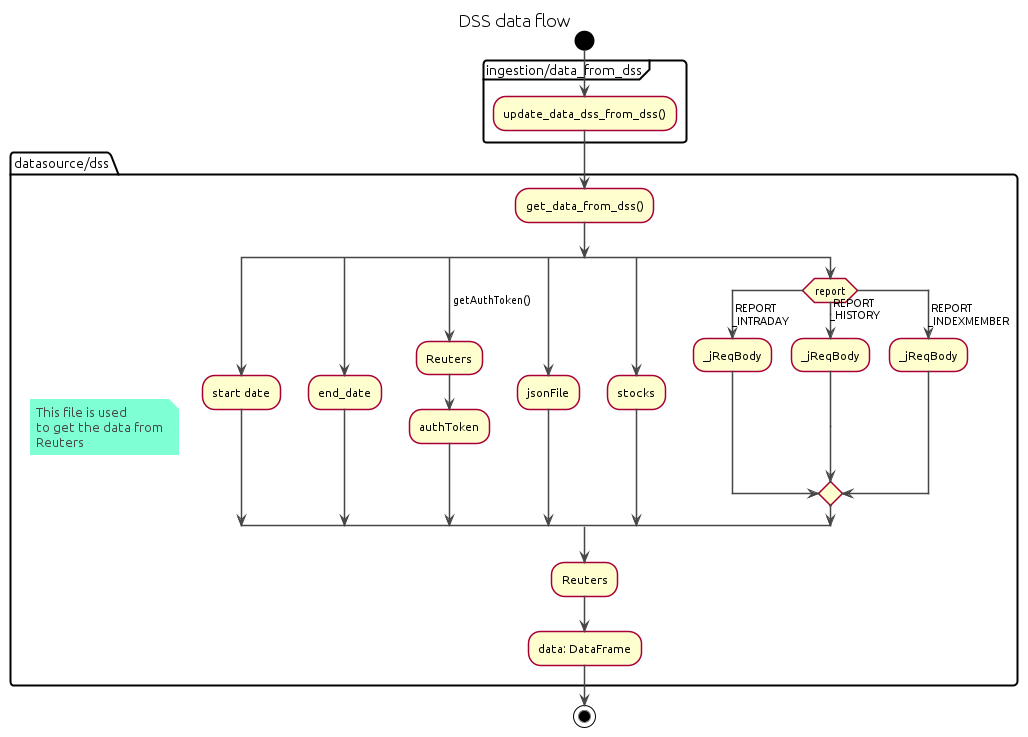 DSS data flow
ingestion/data_from_dss
update_data_dss_from_dss()
datasource/dss
get_data_from_dss()
getAuthToken()
report
REPORT
_INTRADAY
REPORT
_HISTORY
REPORT
_INDEXMEMBER
Reuters
_jReqBody
_jReqBody
_jReqBody
start date
end_date
authToken
jsonFile
stocks
This file is used
to get the data from
Reuters
Reuters
data: DataFrame